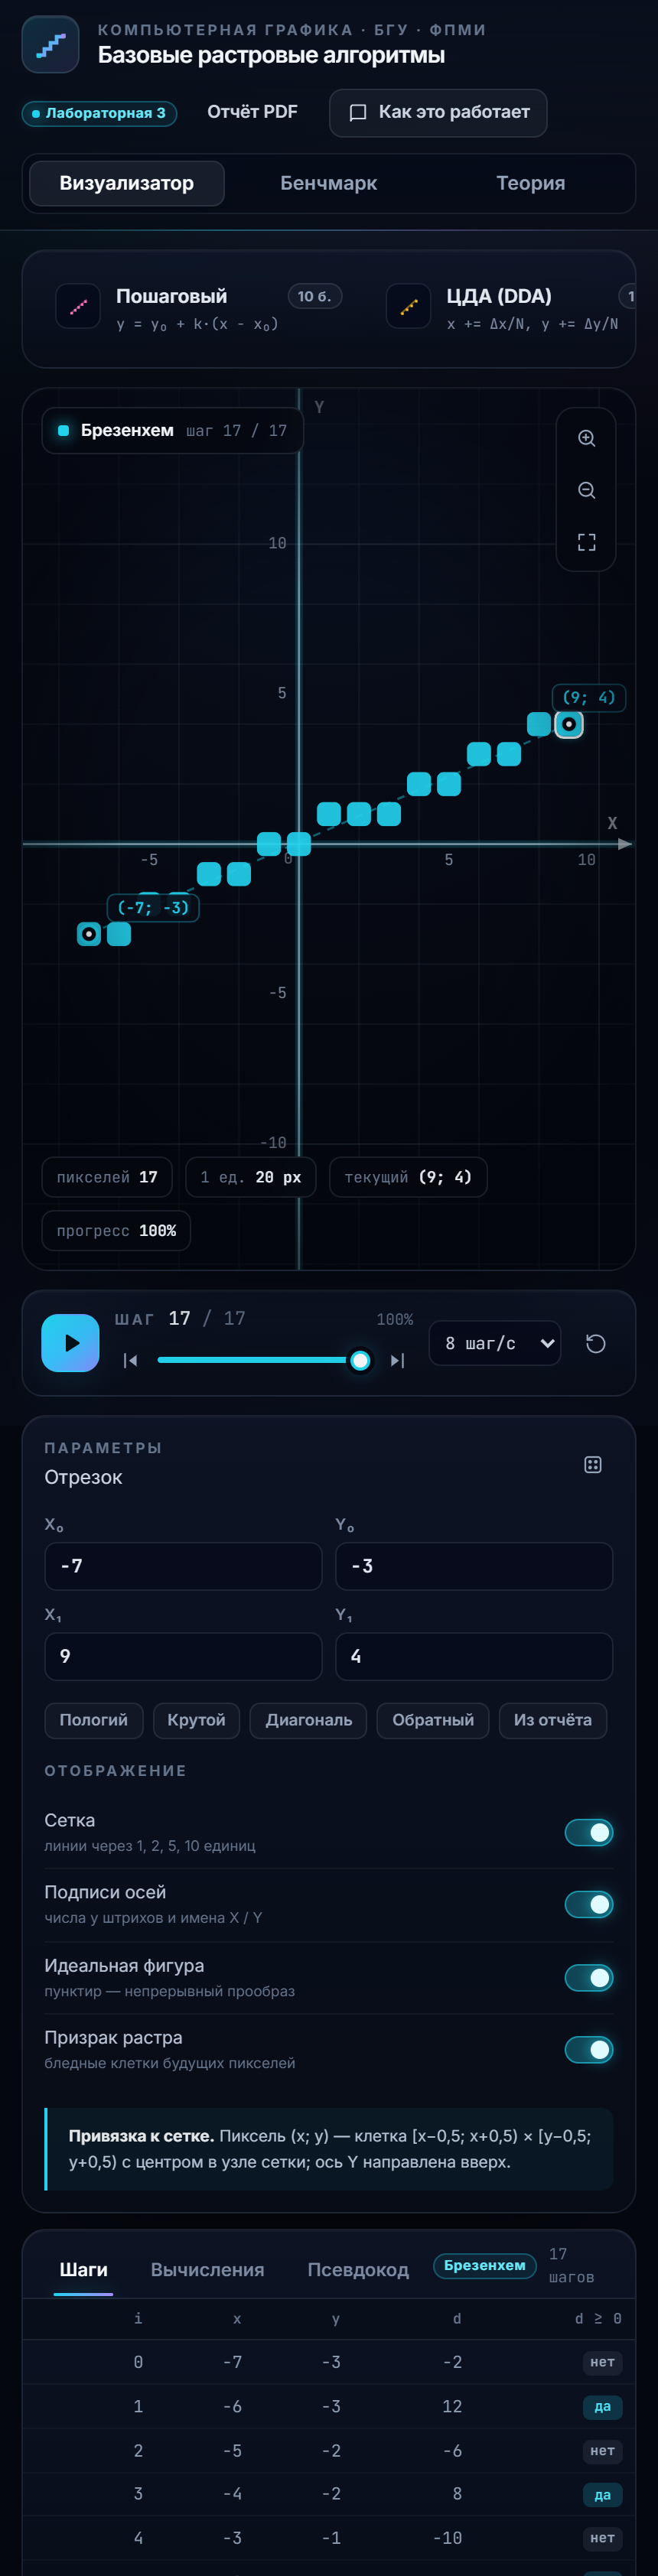 КОМПЬЮТЕРНАЯ ГРАФИКА · БГУ · ФПМИ
Базовые растровые алгоритмы
Лабораторная 3 Отчёт PDF Как это работает
Визуализатор Бенчмарк Теория
Пошаговый 10 б. ЦДА (DDA) 1
y = y₀ + k·(x - x₀) x += Δx/N, y += Δy/N
Брезенхем шаг 17 / 17
Y
10
5
(9; 4)
X
-5 0 5 10
(-7; -3)
-5
-10
пикселей 17 1 ед. 20 px текущий (9; 4)
прогресс 100%
ШАГ 17 / 17 100%
8 шаг/с
ПАРАМЕТРЫ
Отрезок
X₀ Y₀
-7 -3
X₁ Y₁
9 4
Пологий Крутой Диагональ Обратный Из отчёта
ОТОБРАЖЕНИЕ
Сетка
линии через 1, 2, 5, 10 единиц
Подписи осей
числа у штрихов и имена X / Y
Идеальная фигура
пунктир — непрерывный прообраз
Призрак растра
бледные клетки будущих пикселей
Привязка к сетке. Пиксель (x; y) — клетка [x−0,5; x+0,5) × [y−0,5;
y+0,5) с центром в узле сетки; ось Y направлена вверх.
Шаги Вычисления Псевдокод Брезенхем 17
шагов
i x y d d ≥ 0
0 -7 -3 -2 нет
1 -6 -3 12 да
2 -5 -2 -6 нет
3 -4 -2 8 да
4 -3 -1 -10 нет